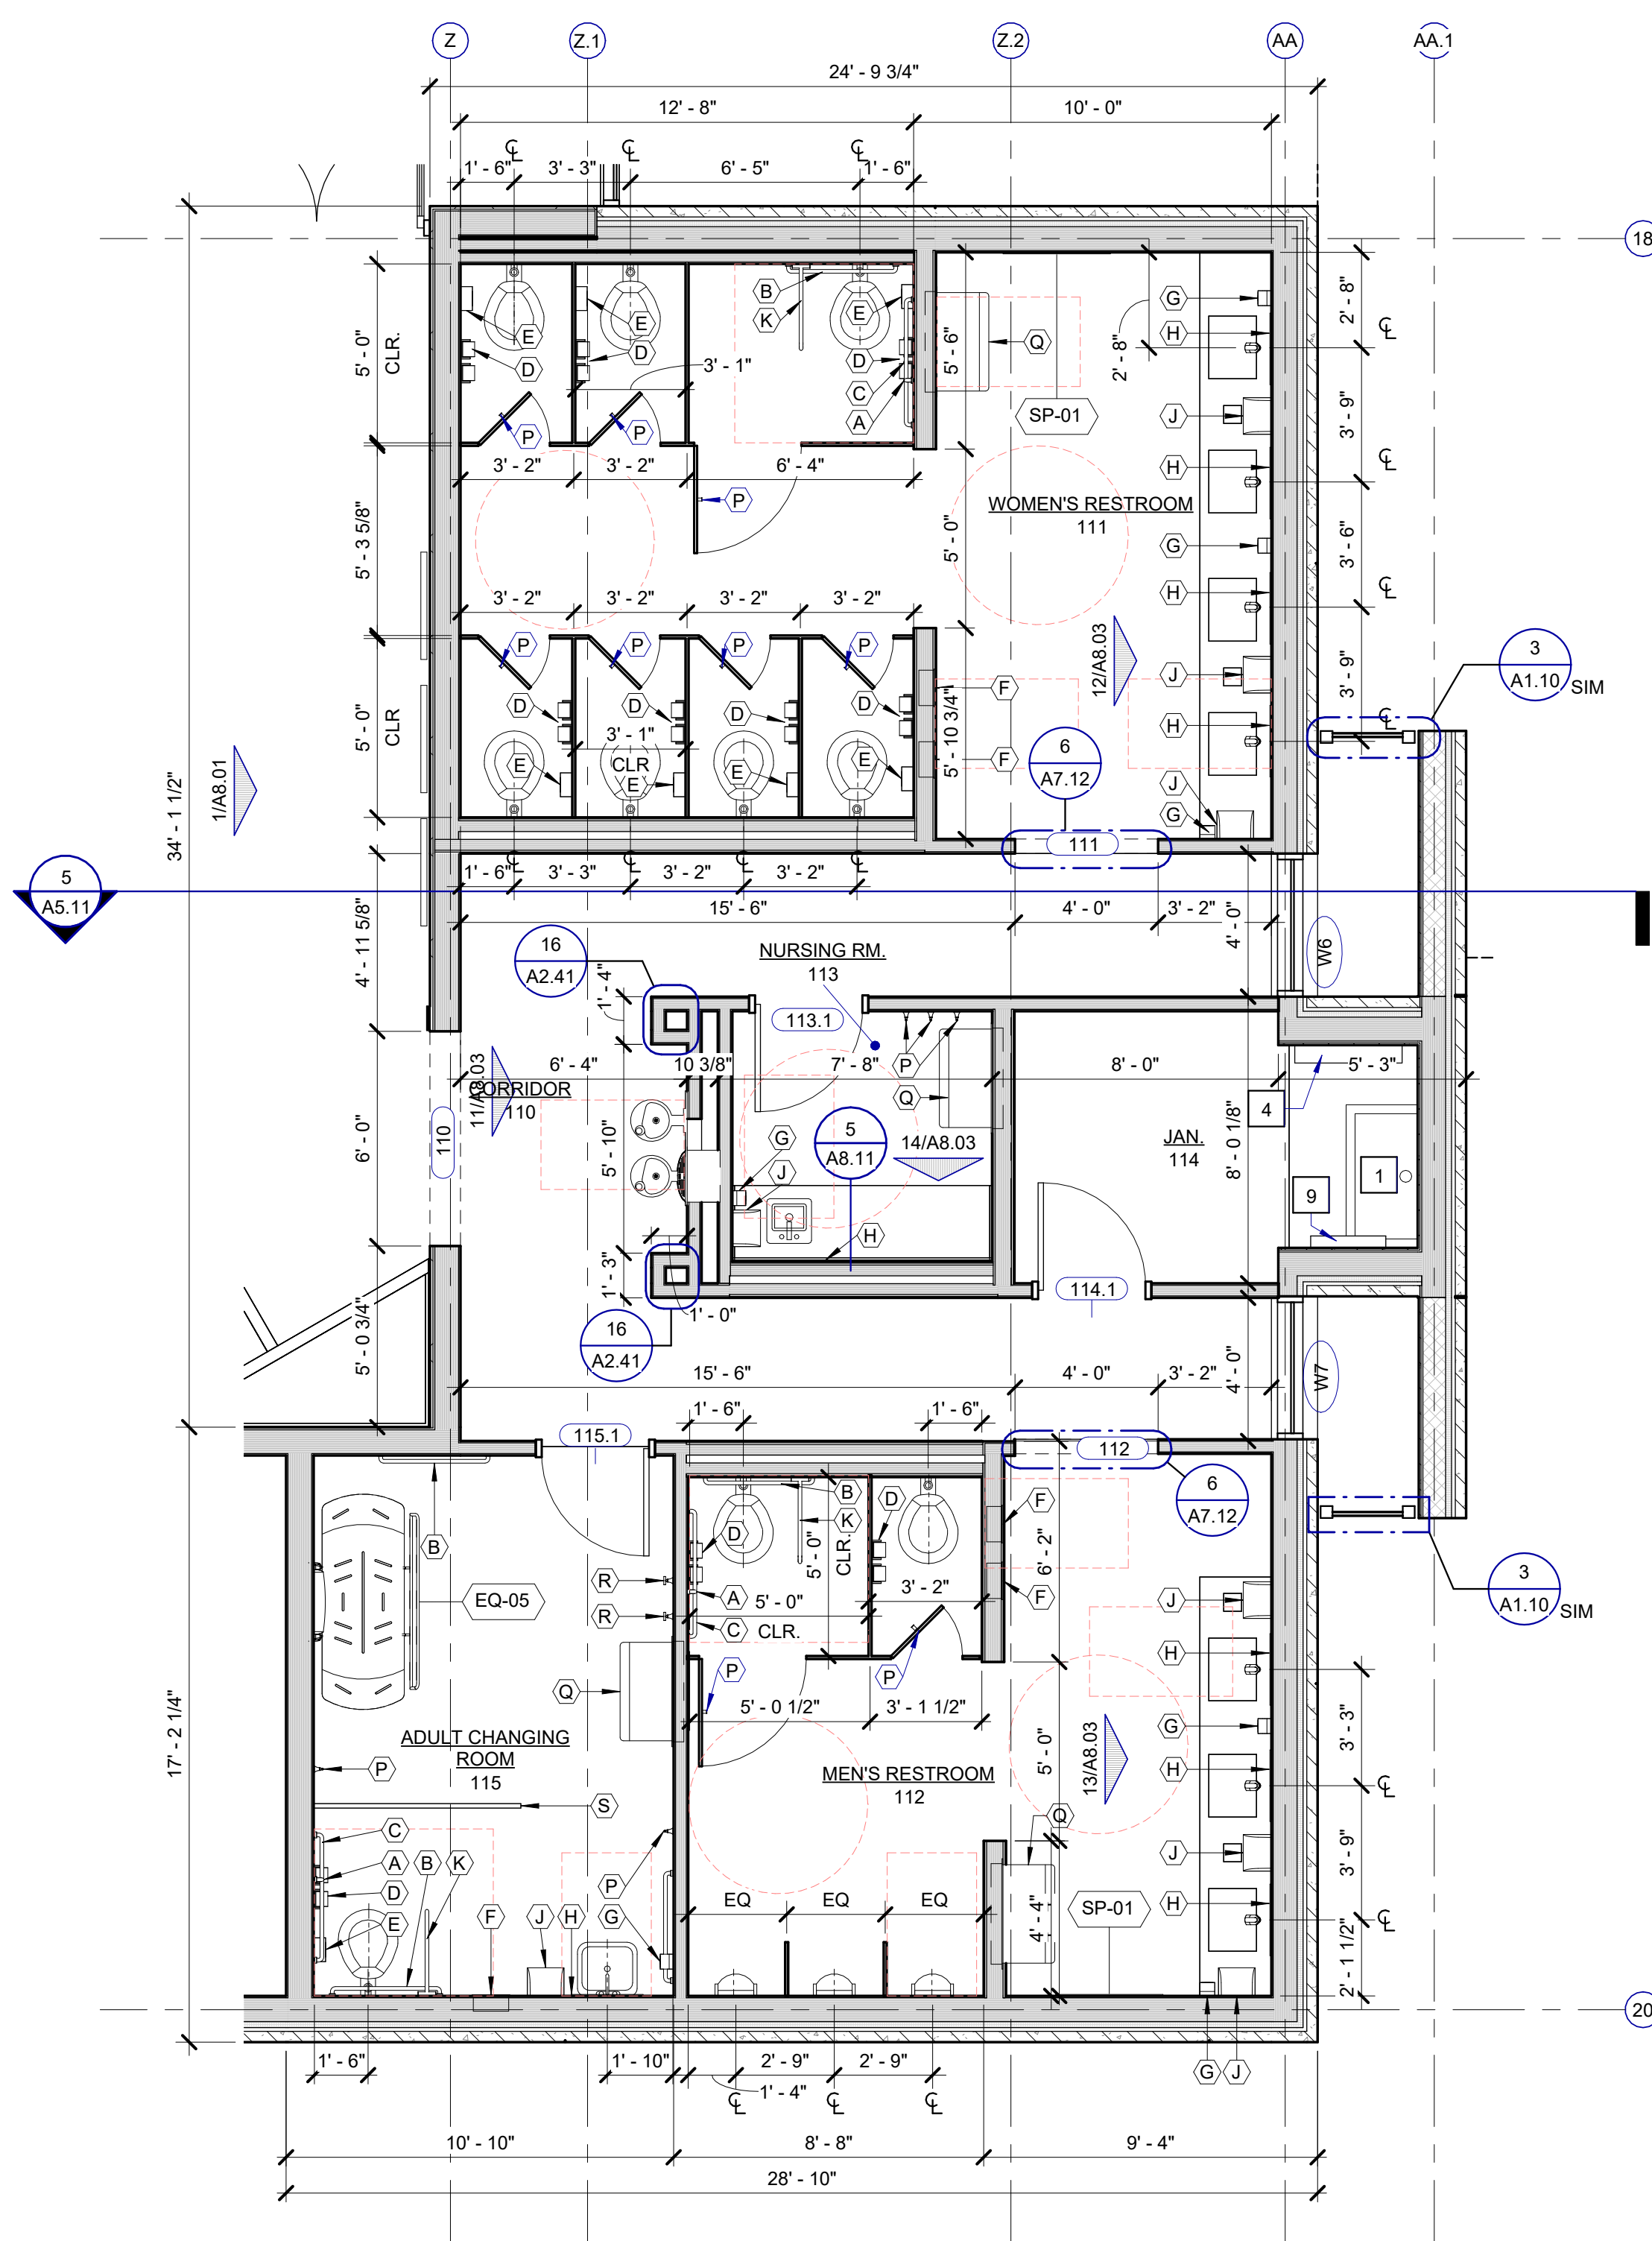 Z
Z.1
Z.2
AA
AA.1
24' - 9 3/4"
12' - 8"
10' - 0"
1' - 6"
3' - 3"
6' - 5"
1' - 6"
18
B
K
E
E
E
D
D
D
C
A
5' - 0"
CLR.
3' - 1"
P
P
5' - 6"
Q
2' - 8"
SP-01
G
H
J
2' - 8"
3' - 9"
3' - 2"
3' - 2"
6' - 4"
P
H
WOMEN'S RESTROOM
111
5' - 3 5/8"
5' - 0"
G
3' - 6"
3' - 2"
3' - 2"
3' - 2"
3' - 2"
H
P
P
P
P
12/A8.03
J
3' - 9"
3
A1.10
SIM
D
D
D
D
F
H
5' - 0"
CLR
3' - 1"
CLR
E
E
E
E
5' - 10 3/4"
F
6
A7.12
J
G
34' - 1 1/2"
1/A8.01
111
1' - 6"
3' - 3"
3' - 2"
3' - 2"
5
A5.11
15' - 6"
4' - 0"
3' - 2"
4' - 0"
W6
4' - 11 5/8"
16
A2.41
1' - 4"
NURSING RM.
113
113.1
6' - 4"
10 3/8"
7' - 8"
8' - 0"
5' - 3"
P
Q
11/A8.03
CORRIDOR
110
110
6' - 0"
5' - 10"
G
J
5
A8.11
14/A8.03
JAN.
114
8' - 0 1/8"
4
1
9
H
1' - 3"
1' - 0"
114.1
5' - 0 3/4"
16
A2.41
15' - 6"
4' - 0"
3' - 2"
4' - 0"
W7
1' - 6"
1' - 6"
115.1
112
6
A7.12
B
D
B
K
D
F
5' - 0"
CLR.
6' - 2"
3
A1.10
SIM
EQ-05
R
R
A
C
5' - 0"
CLR.
3' - 2"
F
J
H
Q
P
P
5' - 0 1/2"
3' - 1 1/2"
G
3' - 3"
17' - 2 1/4"
ADULT CHANGING
ROOM
115
P
MEN'S RESTROOM
112
5' - 0"
13/A8.03
H
S
Q
C
A
B
K
D
E
P
J
3' - 9"
F
J
H
G
EQ
EQ
EQ
4' - 4"
SP-01
H
2' - 1 1/2"
20
1' - 6"
1' - 10"
2' - 9"
2' - 9"
1' - 4"
G
J
10' - 10"
8' - 8"
9' - 4"
28' - 10"